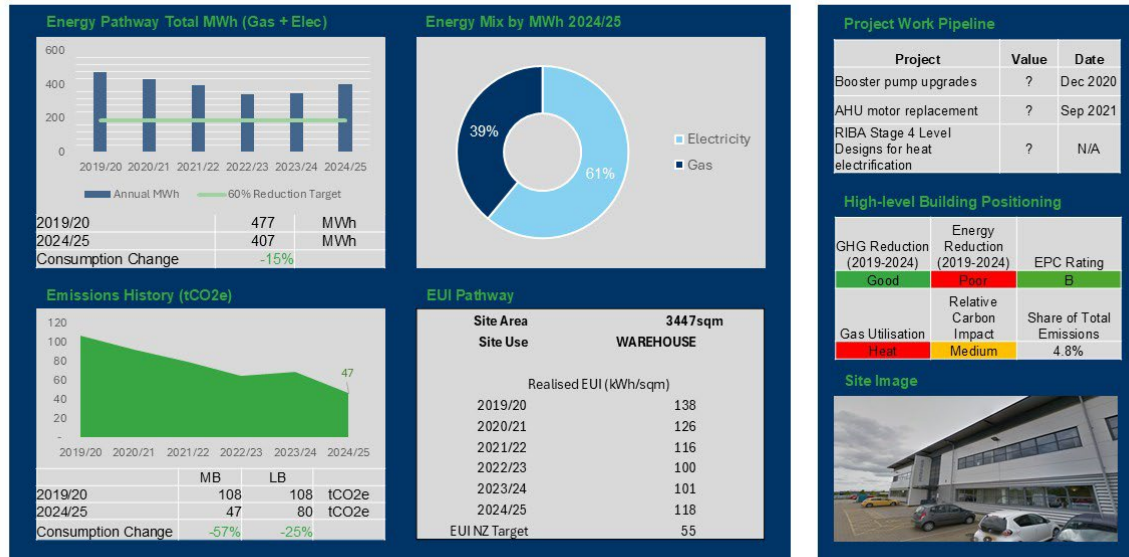 Energy Pathway Total MWh (Gas + Elec)
600
400
200
0
2019/20 2020/21 2021/22 2022/23 2023/24 2024/25
Annual MWh 60% Reduction Target
2019/20 477 MWh
2024/25 407 MWh
Consumption Change -15%
Energy Mix by MWh 2024/25
39%
61%
Electricity
Gas
Emissions History (tCO2e)
120
100
80
60
40
20
-
47
2019/20 2020/21 2021/22 2022/23 2023/24 2024/25
MB LB
2019/20 108 108 tCO2e
2024/25 47 80 tCO2e
Consumption Change -57% -25%
EUI Pathway
Site Area 3447sqm
Site Use WAREHOUSE
Realised EUI (kWh/sqm)
2019/20 138
2020/21 126
2021/22 116
2022/23 100
2023/24 101
2024/25 118
EUI NZ Target 55
Project Work Pipeline
Project Value Date
Booster pump upgrades ? Dec 2020
AHU motor replacement ? Sep 2021
RIBA Stage 4 Level
Designs for heat ? N/A
electrification
High-level Building Positioning
GHG Reduction
(2019-2024)
Energy
Reduction
(2019-2024)
EPC Rating
Good Poor B
Gas Utilisation
Relative
Carbon
Impact
Share of Total
Emissions
Heat Medium 4.8%
Site Image